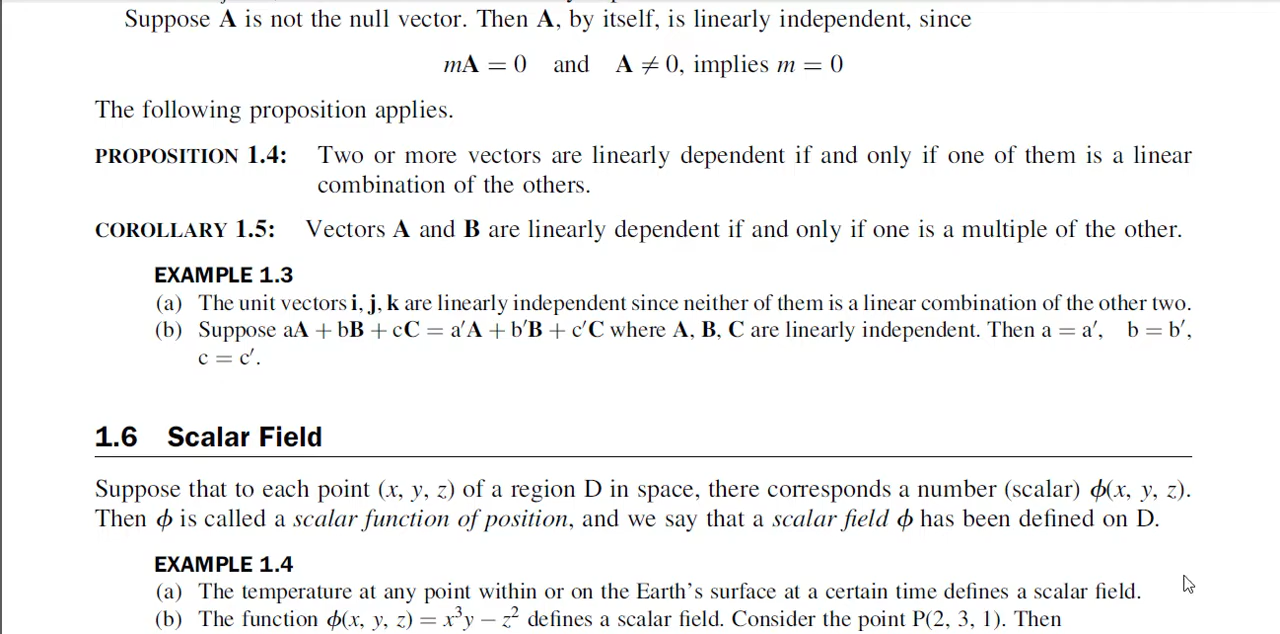 Suppose A is not the null vector. Then A, by itself, is linearly independent, since
mA = 0 and A ≠ 0, implies m = 0
The following proposition applies.
PROPOSITION 1.4: Two or more vectors are linearly dependent if and only if one of them is a linear
combination of the others.
COROLLARY 1.5: Vectors A and B are linearly dependent if and only if one is a multiple of the other.
EXAMPLE 1.3
(a) The unit vectors i, j, k are linearly independent since neither of them is a linear combination of the other two.
(b) Suppose aA + bB + cC = a′A + b′B + c′C where A, B, C are linearly independent. Then a = a′, b = b′,
c = c′.
1.6 Scalar Field
Suppose that to each point (x, y, z) of a region D in space, there corresponds a number (scalar) ϕ(x, y, z).
Then ϕ is called a scalar function of position, and we say that a scalar field ϕ has been defined on D.
EXAMPLE 1.4
(a) The temperature at any point within or on the Earth's surface at a certain time defines a scalar field.
(b) The function ϕ(x, y, z) = x³y − z² defines a scalar field. Consider the point P(2, 3, 1). Then